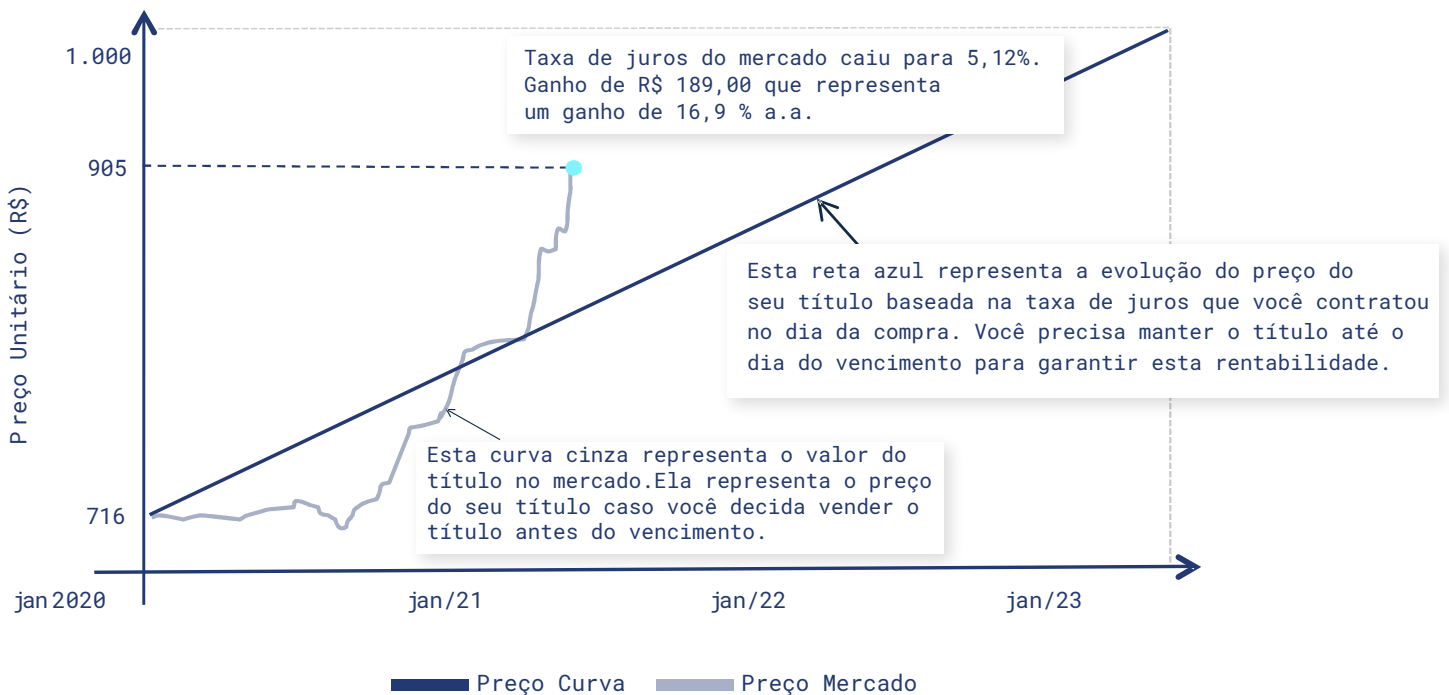 1.000
Taxa de juros do mercado caiu para 5,12%.
Ganho de R$ 189,00 que representa
um ganho de 16,9 % a.a.
905
Preço Unitário (R$)
Esta reta azul representa a evolução do preço do
seu título baseada na taxa de juros que você contratou
no dia da compra. Você precisa manter o título até o
dia do vencimento para garantir esta rentabilidade.
Esta curva cinza representa o valor do
título no mercado.Ela representa o preço
do seu título caso você decida vender o
título antes do vencimento.
716
jan2020 jan/21 jan/22 jan/23
Preço Curva Preço Mercado